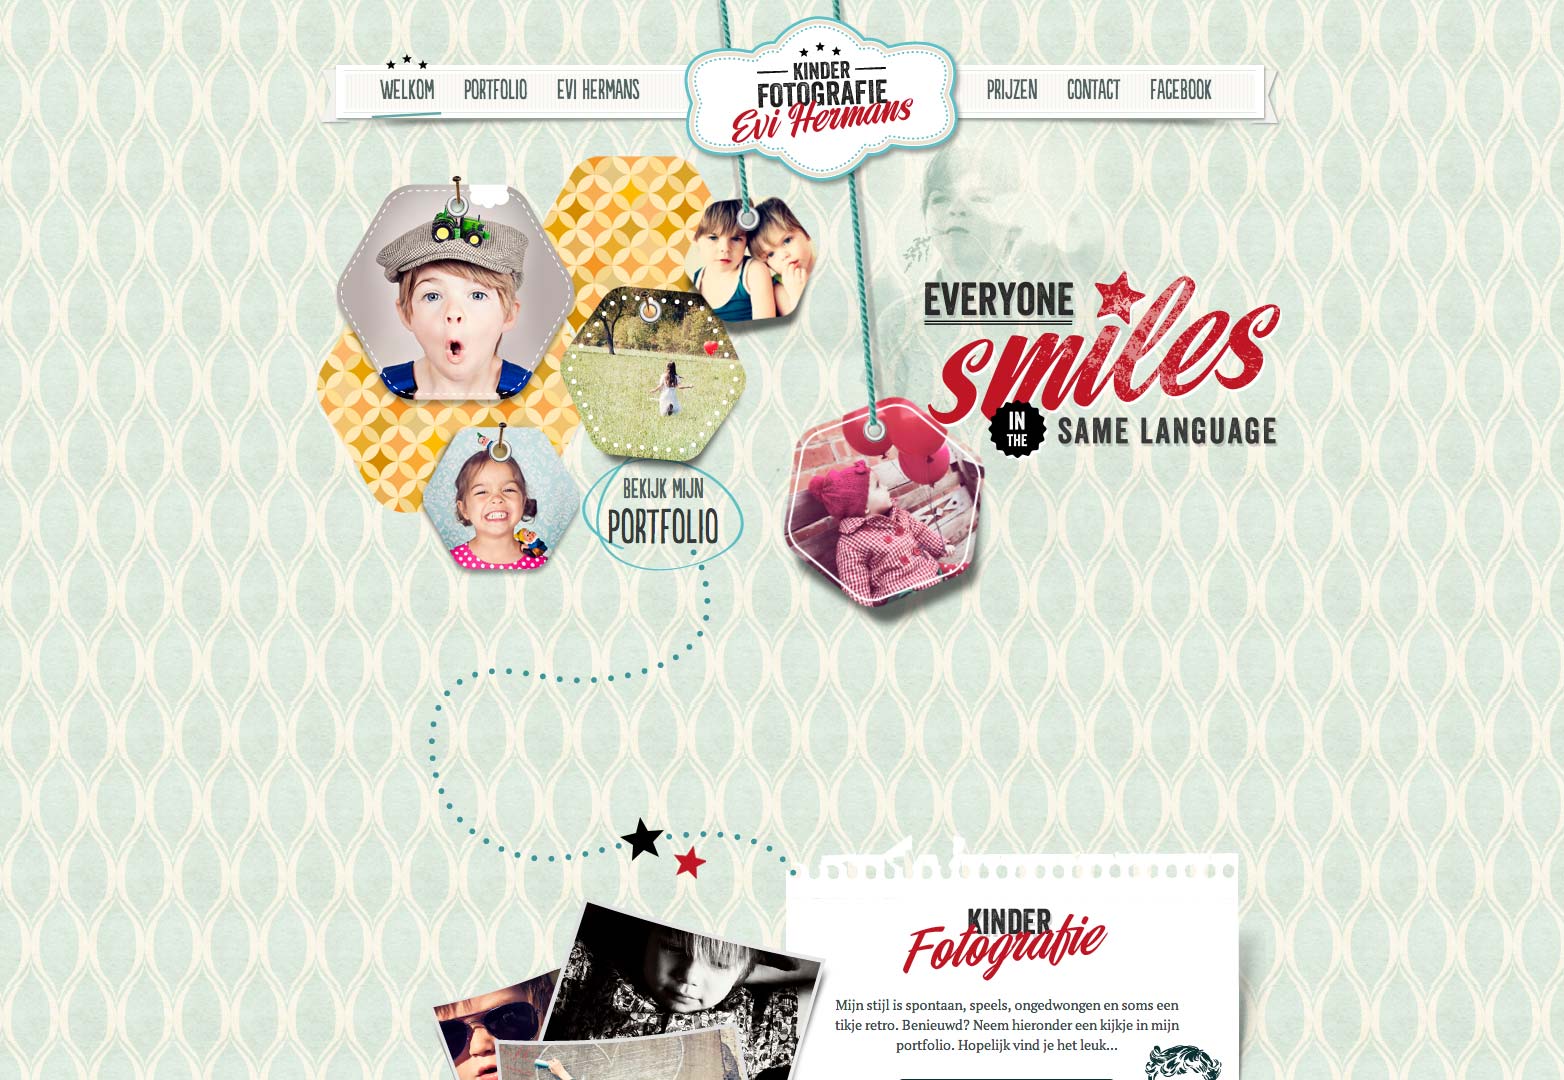 WELKOM
PORTFOLIO
EVI HERMANS
KINDER
FOTOGRAFIE
Evi Hermans
PRIJZEN
CONTACT
FACEBOOK
EVERYONE
smiles
IN
THE
SAME LANGUAGE
BEKIJK MIJN
PORTFOLIO
KINDER
Fotografie
Mijn stijl is spontaan, speels, ongedwongen en soms een
tikje retro. Benieuwd? Neem hieronder een kijkje in mijn
portfolio. Hopelijk vind je het leuk...